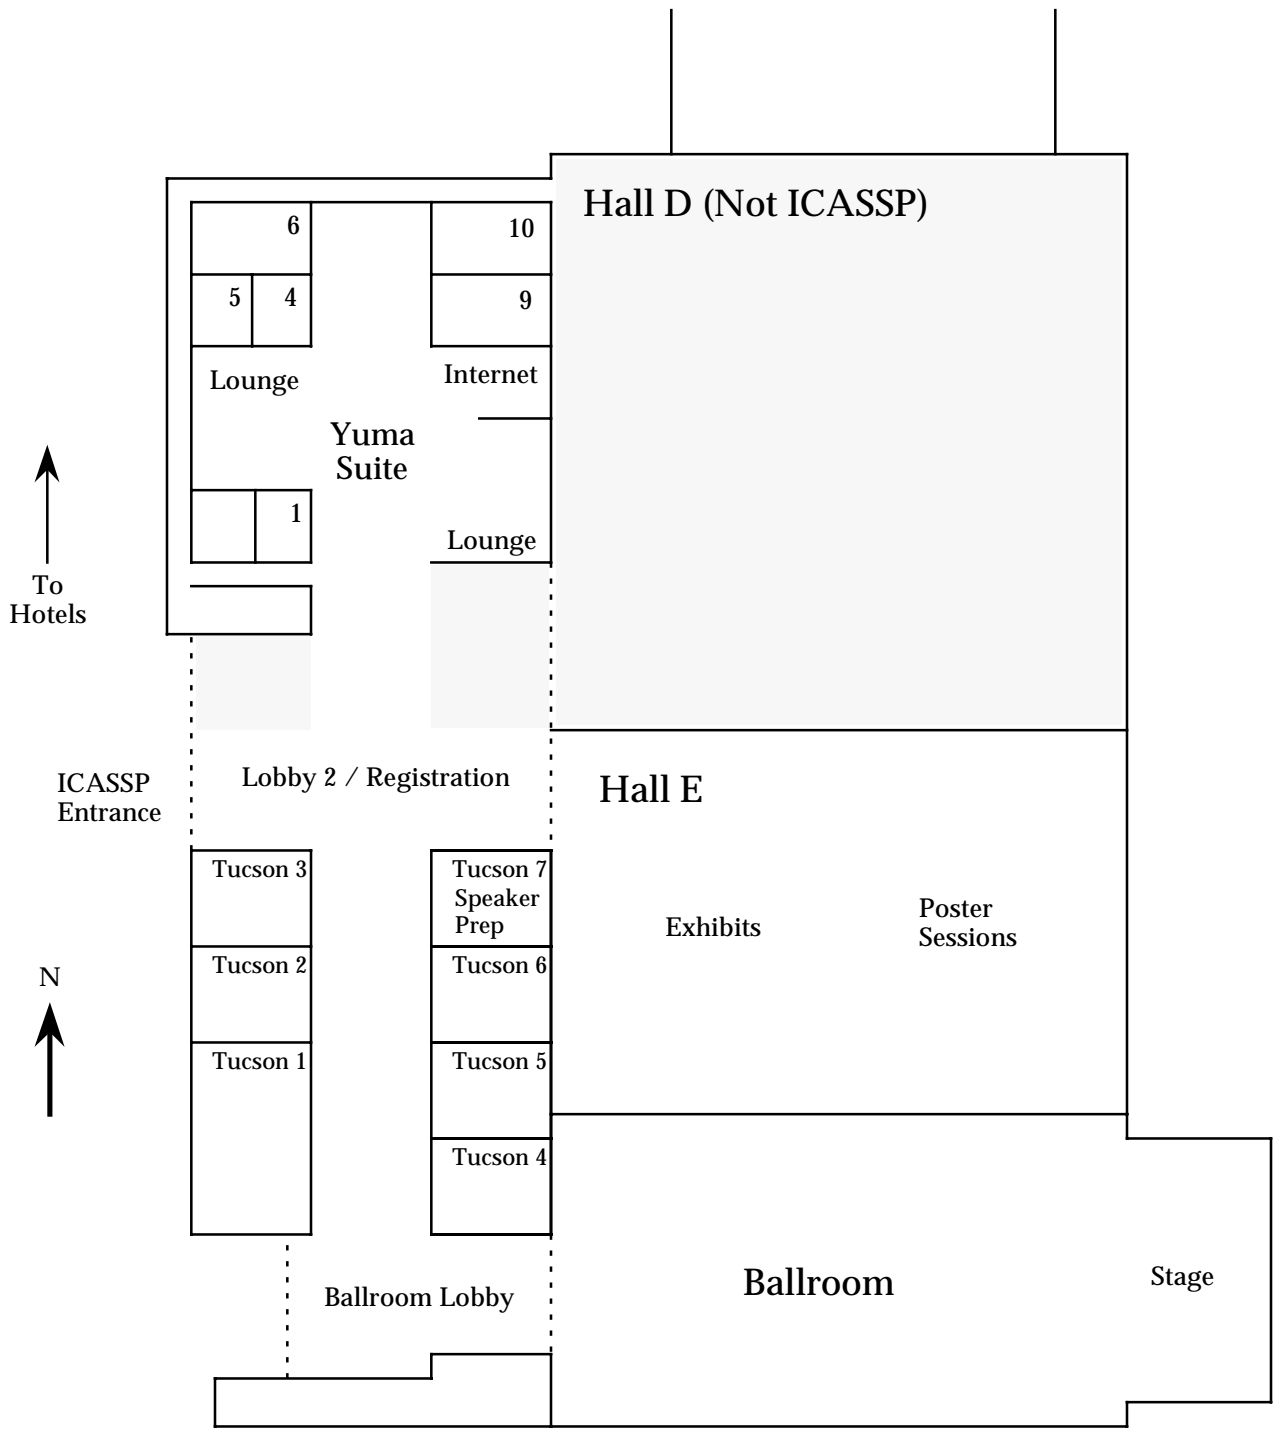 Hall D (Not ICASSP)
6
10
5
4
9
Lounge
Internet
Yuma
Suite
1
Lounge
To
Hotels
ICASSP
Entrance
Lobby 2 / Registration
Hall E
Tucson 3
Tucson 7
Speaker
Prep
Exhibits
Poster
Sessions
N
Tucson 2
Tucson 6
Tucson 1
Tucson 5
Tucson 4
Ballroom Lobby
Ballroom
Stage